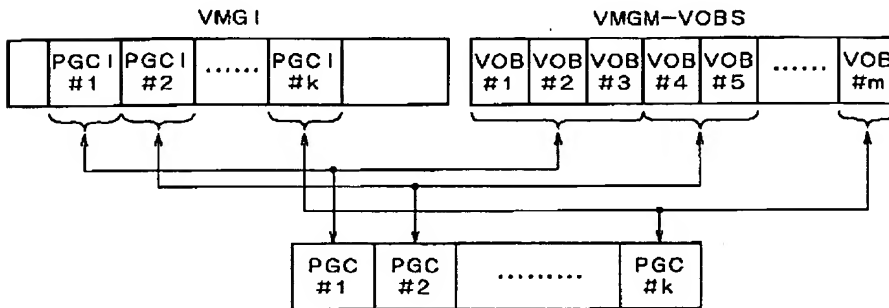 VMGI
VMGM-VOBS
PGCI PGCI ...... PGCI
#1 #2 #k
VOB VOB VOB VOB VOB ...... VOB
#1 #2 #3 #4 #5 #m
PGC PGC ......... PGC
#1 #2 #k